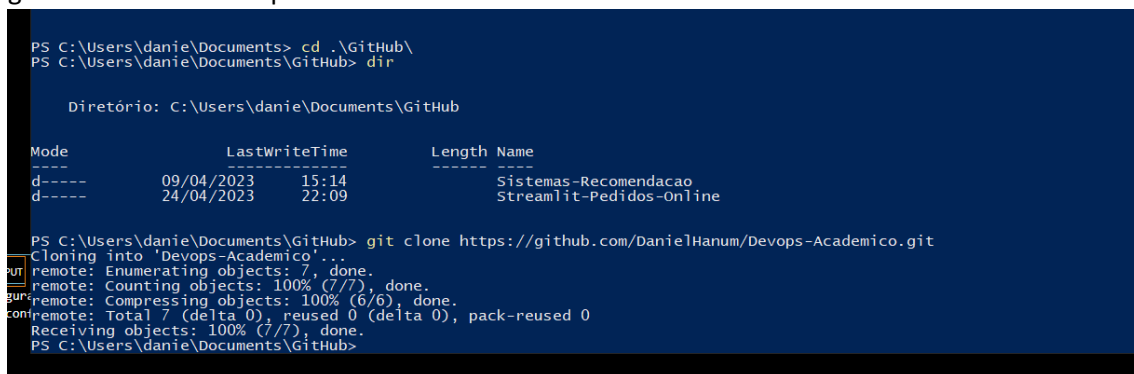 PS C:\Users\danie\Documents> cd .\GitHub\
PS C:\Users\danie\Documents\GitHub> dir
Diretório: C:\Users\danie\Documents\GitHub
Mode LastWriteTime Length Name
---- ------------- ------ ----
d----- 09/04/2023 15:14 Sistemas-Recomendacao
d----- 24/04/2023 22:09 Streamlit-Pedidos-Online
PS C:\Users\danie\Documents\GitHub> git clone https://github.com/DanielHanum/Devops-Academico.git
Cloning into 'Devops-Academico'...
remote: Enumerating objects: 7, done.
remote: Counting objects: 100% (7/7), done.
remote: Compressing objects: 100% (6/6), done.
remote: Total 7 (delta 0), reused 0 (delta 0), pack-reused 0
Receiving objects: 100% (7/7), done.
PS C:\Users\danie\Documents\GitHub>